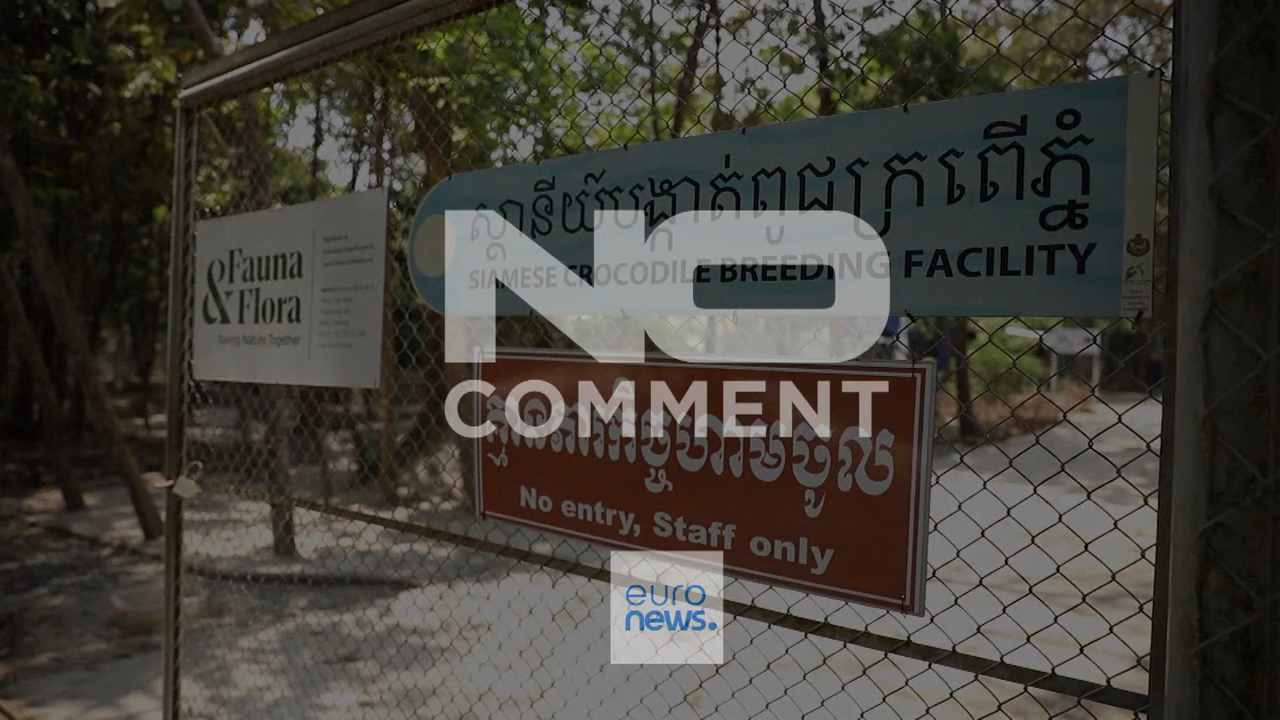 ស្ថានីយ៍បង្កាត់ពូជក្រពើភ្នំ
SIAMESE CROCODILE BREEDING FACILITY
Fauna
& Flora
Saving Nature Together
NO
COMMENT
No entry, Staff only
euro
news.